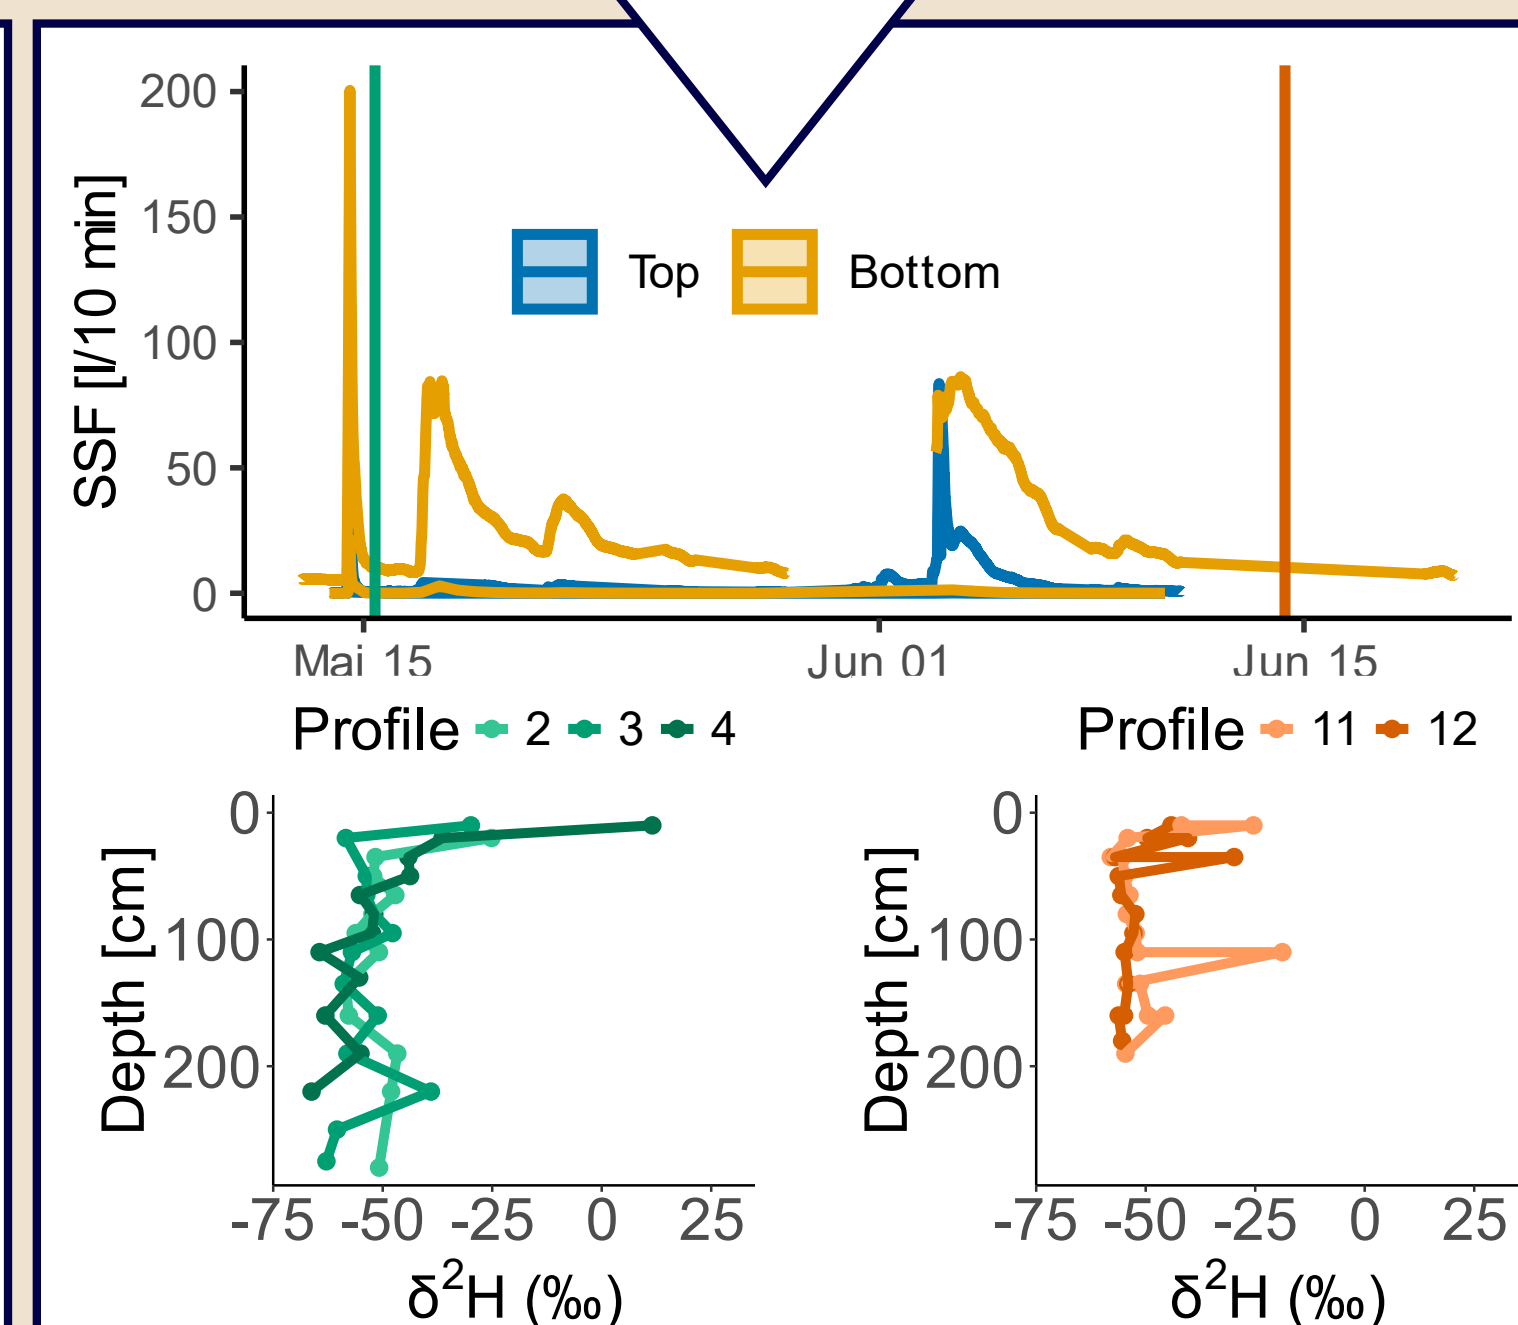 200
150
100
50
0
SSF [l/10 min]
Top Bottom
Mai 15 Jun 01 Jun 15
Profile 2 3 4
Profile 11 12
0
100
200
Depth [cm]
-75 -50 -25 0 25
δ²H (‰)
0
100
200
Depth [cm]
-75 -50 -25 0 25
δ²H (‰)